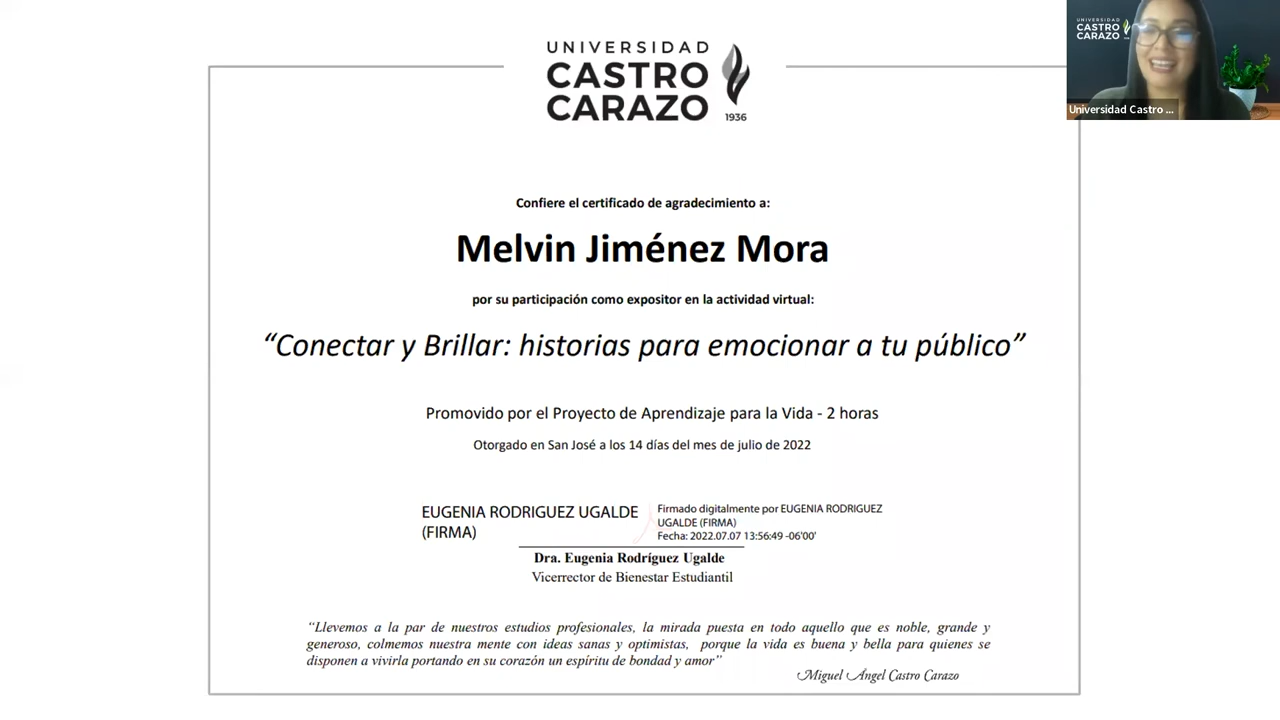 UNIVERSIDAD
CASTRO
CARAZO
1936
UNIVERSIDAD
CASTRO
CARAZO
Universidad Castro ...
Confiere el certificado de agradecimiento a:
Melvin Jiménez Mora
por su participación como expositor en la actividad virtual:
“Conectar y Brillar: historias para emocionar a tu público”
Promovido por el Proyecto de Aprendizaje para la Vida - 2 horas
Otorgado en San José a los 14 días del mes de julio de 2022
EUGENIA RODRIGUEZ UGALDE
(FIRMA)
Firmado digitalmente por EUGENIA RODRIGUEZ
UGALDE (FIRMA)
Fecha: 2022.07.07 13:56:49 -06'00'
Dra. Eugenia Rodríguez Ugalde
Vicerrector de Bienestar Estudiantil
“Llevemos a la par de nuestros estudios profesionales, la mirada puesta en todo aquello que es noble, grande y
generoso, colmemos nuestra mente con ideas sanas y optimistas, porque la vida es buena y bella para quienes se
disponen a vivirla portando en su corazón un espíritu de bondad y amor”
Miguel Ángel Castro Carazo